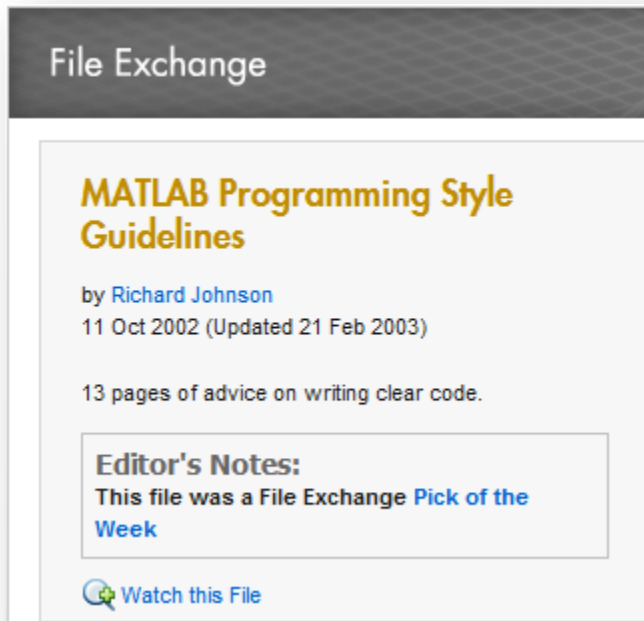 File Exchange
MATLAB Programming Style
Guidelines
by Richard Johnson
11 Oct 2002 (Updated 21 Feb 2003)
13 pages of advice on writing clear code.
Editor's Notes:
This file was a File Exchange Pick of the
Week
Watch this File